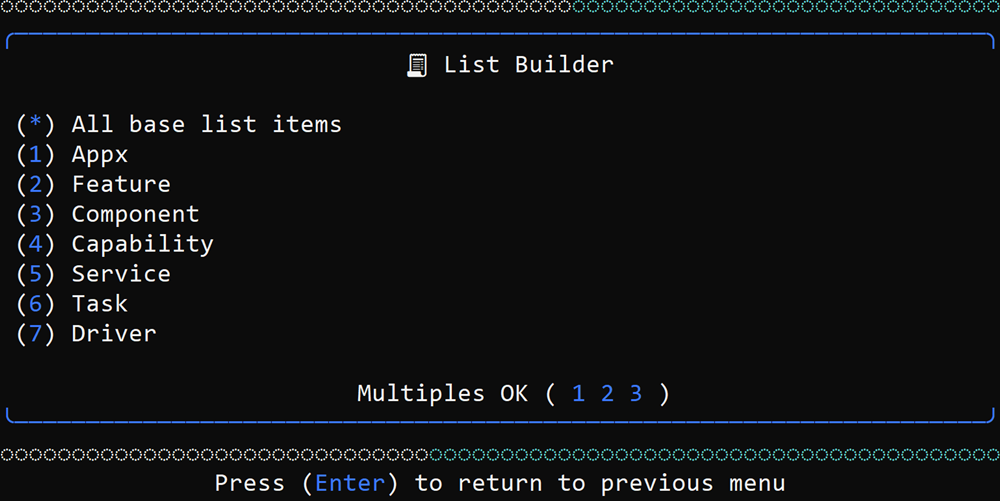 List Builder
(*) All base list items
(1) Appx
(2) Feature
(3) Component
(4) Capability
(5) Service
(6) Task
(7) Driver
Multiples OK ( 1 2 3 )
Press (Enter) to return to previous menu